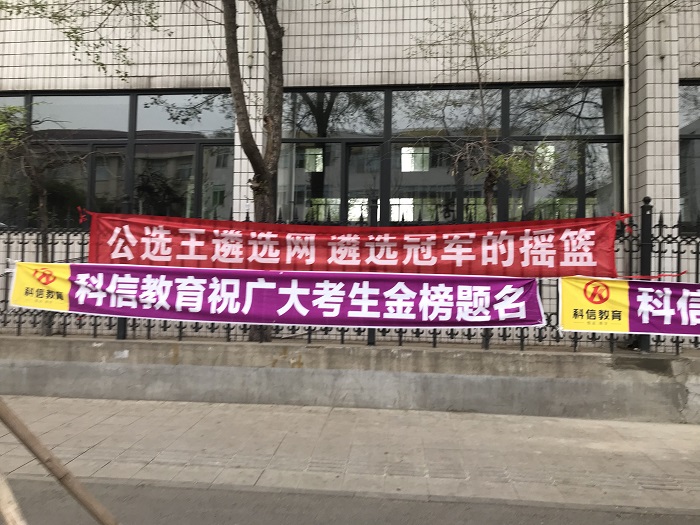 公选王遴选网 遴选冠军的摇篮
科信教育
科信教育祝广大考生金榜题名
科信教育
科信